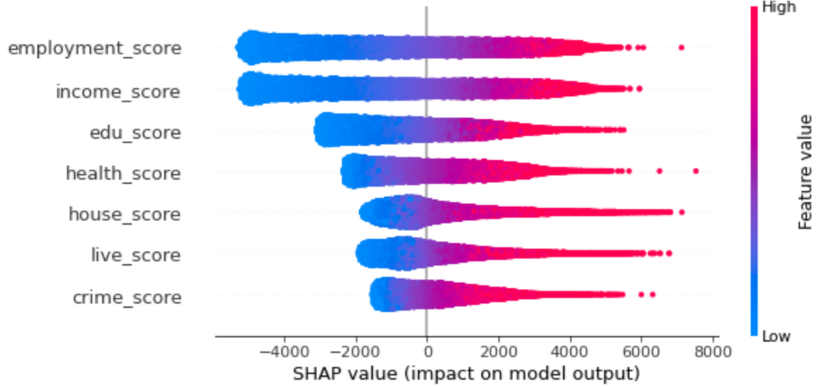 High
employment_score
income_score
edu_score
health_score
house_score
live_score
crime_score
Feature value
Low
−4000 −2000 0 2000 4000 6000 8000
SHAP value (impact on model output)